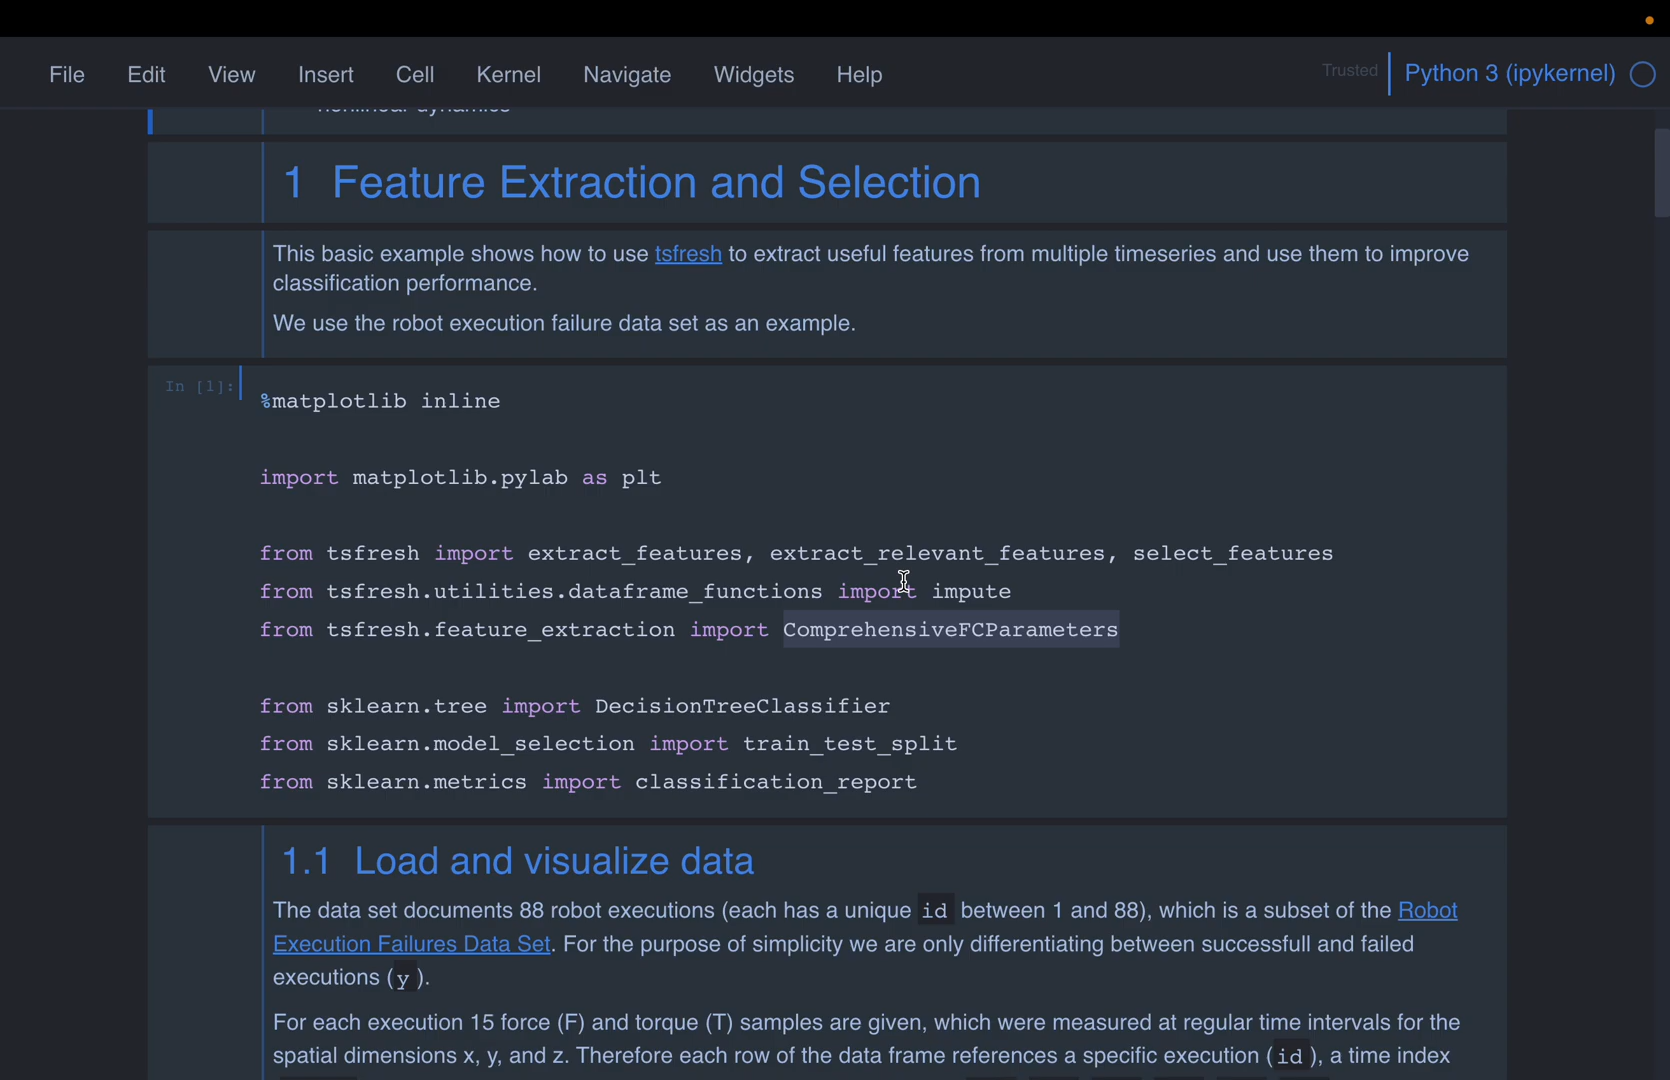 File Edit View Insert Cell Kernel Navigate Widgets Help Trusted Python 3 (ipykernel)
nonlinear dynamics
1 Feature Extraction and Selection
This basic example shows how to use tsfresh to extract useful features from multiple timeseries and use them to improve
classification performance.
We use the robot execution failure data set as an example.
In [1]:
%matplotlib inline
import matplotlib.pylab as plt
from tsfresh import extract_features, extract_relevant_features, select_features
from tsfresh.utilities.dataframe_functions import impute
from tsfresh.feature_extraction import ComprehensiveFCParameters
from sklearn.tree import DecisionTreeClassifier
from sklearn.model_selection import train_test_split
from sklearn.metrics import classification_report
1.1 Load and visualize data
The data set documents 88 robot executions (each has a unique id between 1 and 88), which is a subset of the Robot
Execution Failures Data Set. For the purpose of simplicity we are only differentiating between successfull and failed
executions (y).
For each execution 15 force (F) and torque (T) samples are given, which were measured at regular time intervals for the
spatial dimensions x, y, and z. Therefore each row of the data frame references a specific execution (id), a time index